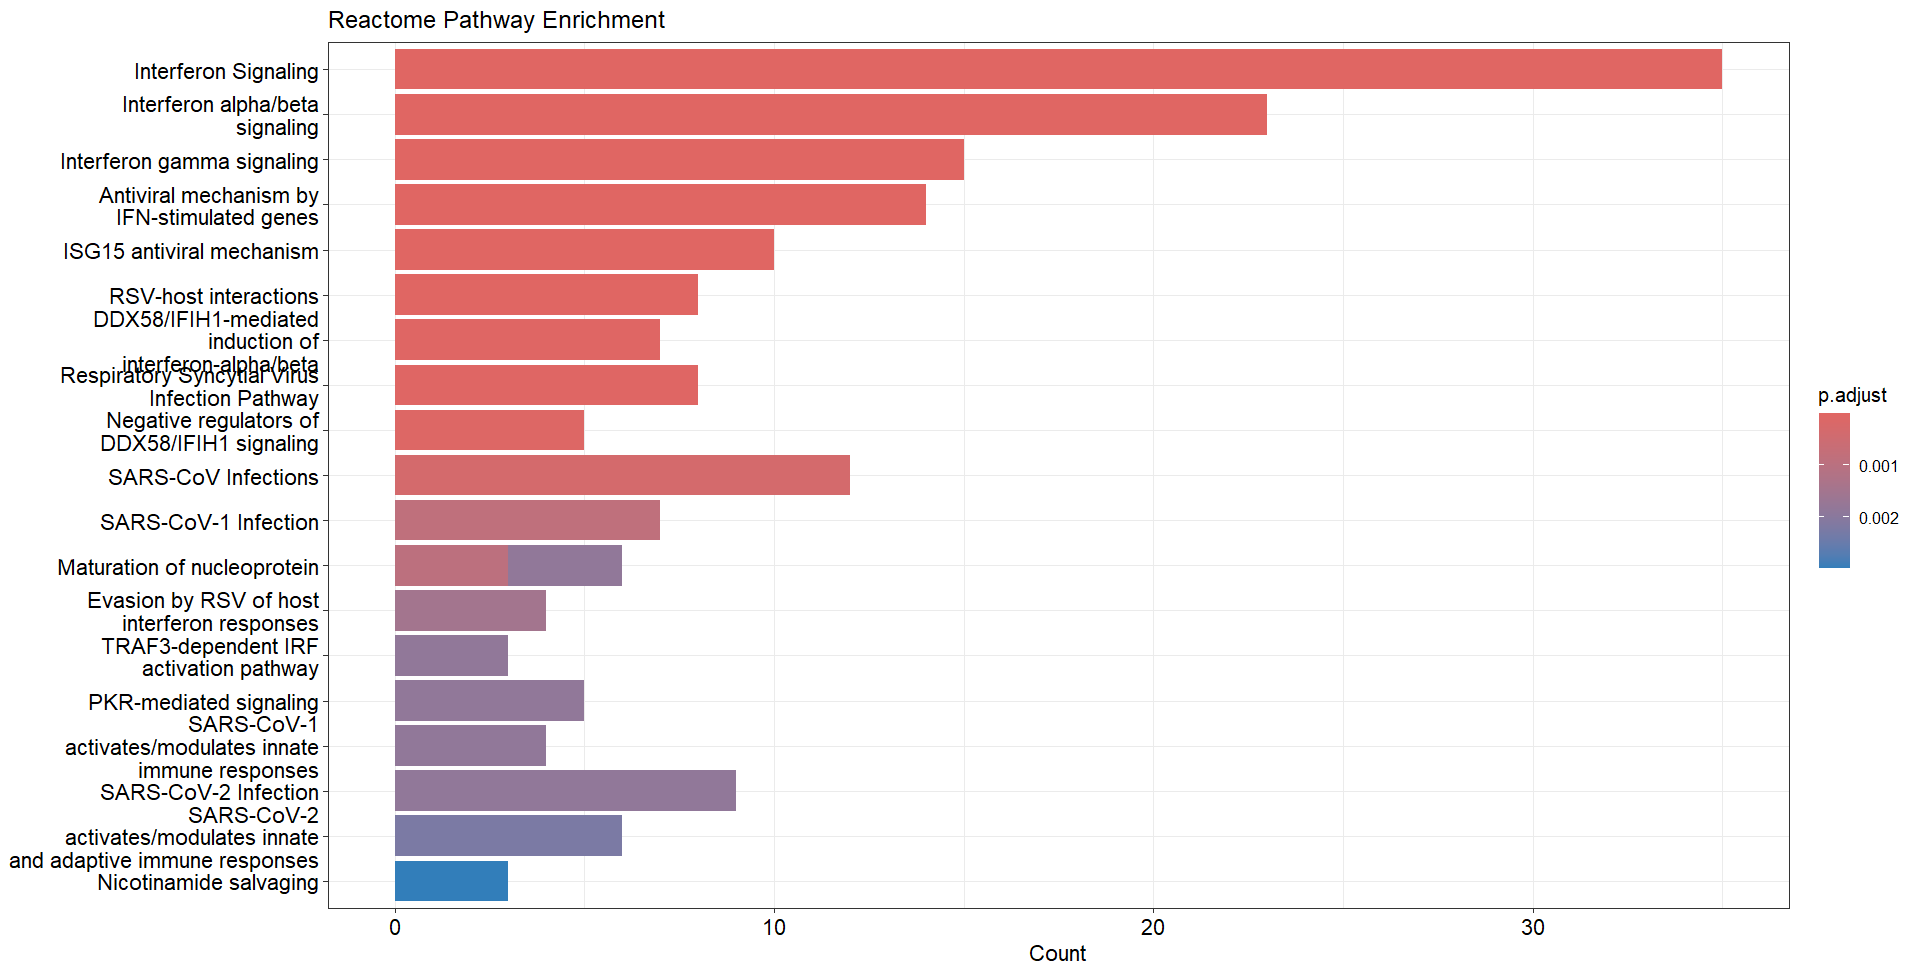 Reactome Pathway Enrichment
Interferon Signaling
Interferon alpha/beta
signaling
Interferon gamma signaling
Antiviral mechanism by
IFN-stimulated genes
ISG15 antiviral mechanism
RSV-host interactions
DDX58/IFIH1-mediated
induction of
interferon-alpha/beta
Respiratory Syncytial Virus
Infection Pathway
Negative regulators of
DDX58/IFIH1 signaling
SARS-CoV Infections
SARS-CoV-1 Infection
Maturation of nucleoprotein
Evasion by RSV of host
interferon responses
TRAF3-dependent IRF
activation pathway
PKR-mediated signaling
SARS-CoV-1
activates/modulates innate
immune responses
SARS-CoV-2 Infection
SARS-CoV-2
activates/modulates innate
and adaptive immune responses
Nicotinamide salvaging
0 10 20 30
Count
p.adjust
0.001
0.002